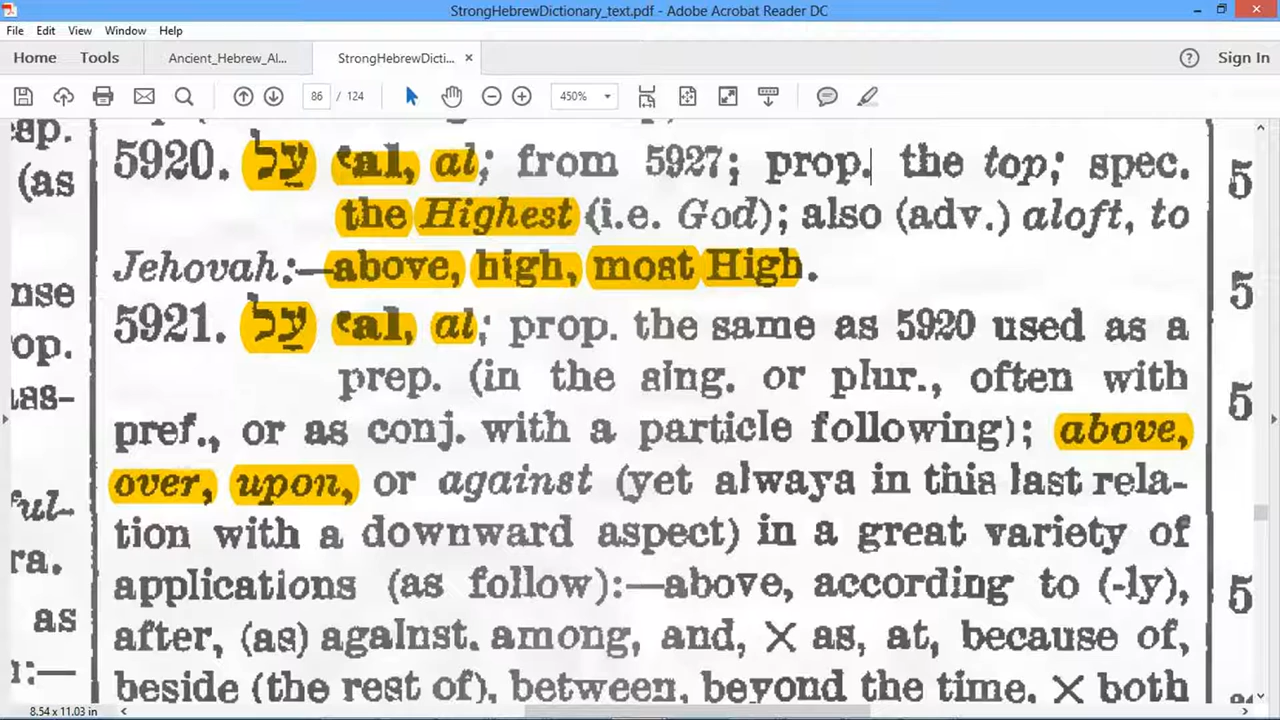 StrongHebrewDictionary_text.pdf - Adobe Acrobat Reader DC
File Edit View Window Help
Home Tools Ancient_Hebrew_Al... StrongHebrewDicti... × Sign In
86 / 124 450%
5920. עַל ʻal, al; from 5927; prop. the top; spec.
(as
the Highest (i.e. God); also (adv.) aloft, to
Jehovah:—above, high, most High.
5921. עַל ʻal, al; prop. the same as 5920 used as a
prep. (in the sing. or plur., often with
pref., or as conj. with a particle following); above,
over, upon, or against (yet always in this last rela-
tion with a downward aspect) in a great variety of
applications (as follow):—above, according to (-ly),
as
after, (as) against, among, and, × as, at, because of,
beside (the rest of), between, beyond the time, × both
8.54 x 11.03 in